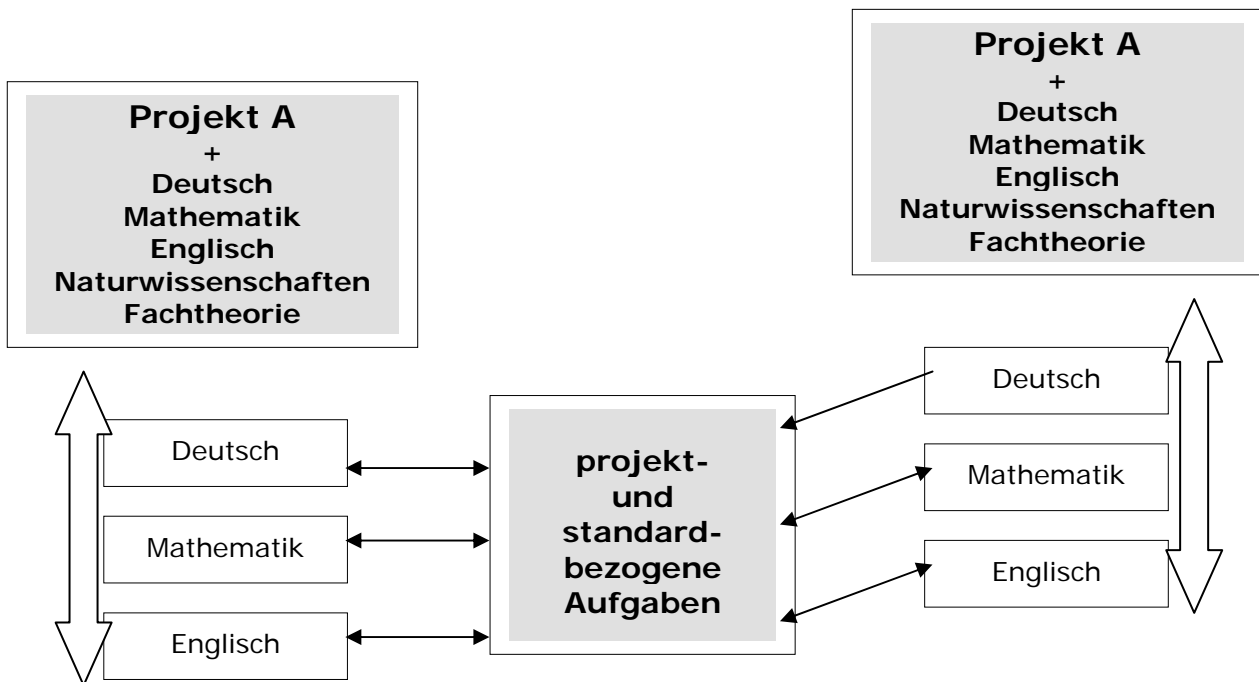 Projekt A
+
Deutsch
Mathematik
Englisch
Naturwissenschaften
Fachtheorie
Deutsch
Mathematik
Englisch
projekt-
und
standard-
bezogene
Aufgaben
Projekt A
+
Deutsch
Mathematik
Englisch
Naturwissenschaften
Fachtheorie
Deutsch
Mathematik
Englisch